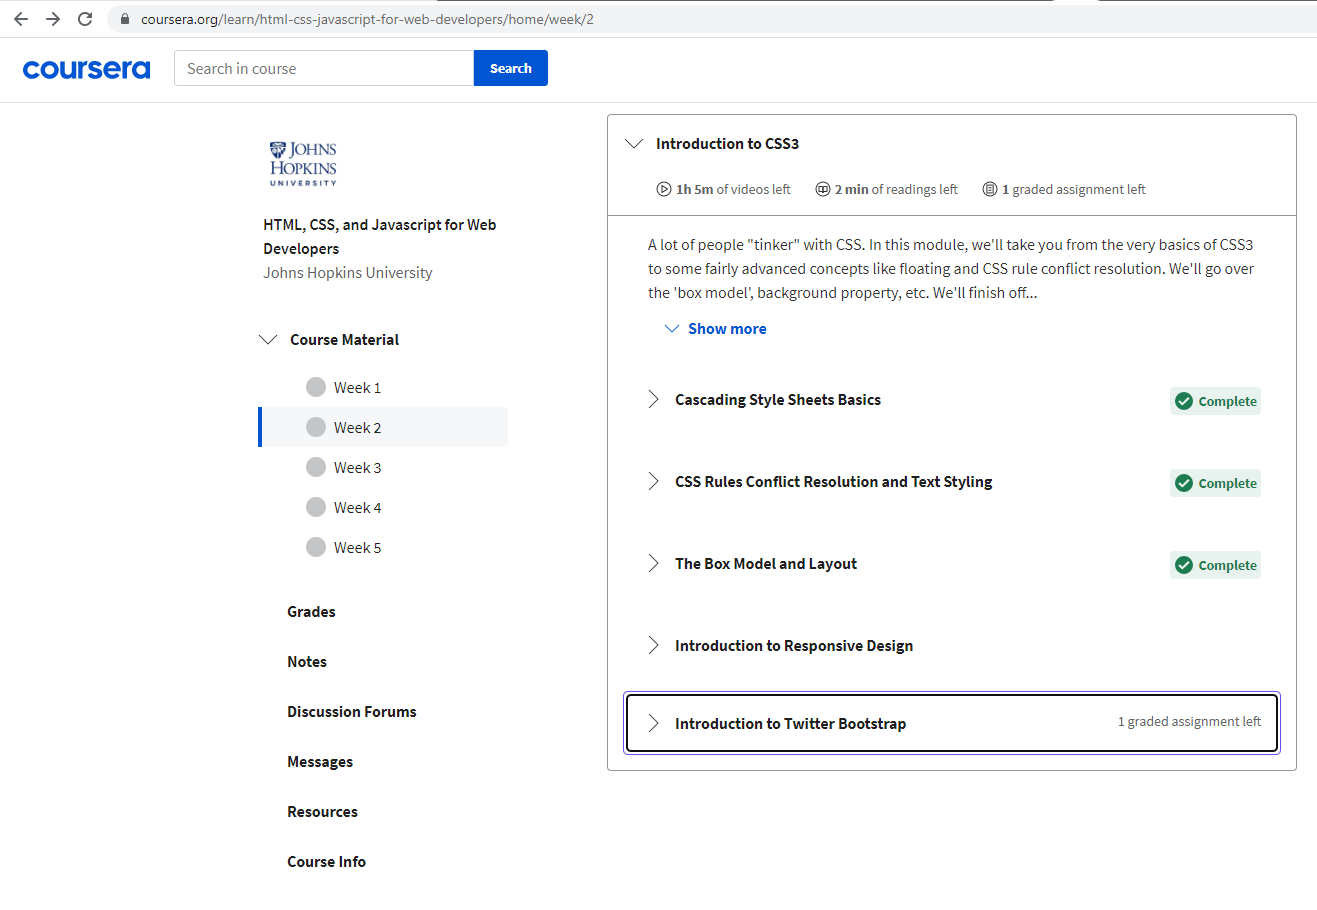 coursera.org/learn/html-css-javascript-for-web-developers/home/week/2
coursera
Search in course
Search
JOHNS
HOPKINS
UNIVERSITY
HTML, CSS, and Javascript for Web
Developers
Johns Hopkins University
Course Material
Week 1
Week 2
Week 3
Week 4
Week 5
Grades
Notes
Discussion Forums
Messages
Resources
Course Info
Introduction to CSS3
1h 5m of videos left
2 min of readings left
1 graded assignment left
A lot of people "tinker" with CSS. In this module, we'll take you from the very basics of CSS3
to some fairly advanced concepts like floating and CSS rule conflict resolution. We'll go over
the 'box model', background property, etc. We'll finish off...
Show more
Cascading Style Sheets Basics
Complete
CSS Rules Conflict Resolution and Text Styling
Complete
The Box Model and Layout
Complete
Introduction to Responsive Design
Introduction to Twitter Bootstrap
1 graded assignment left